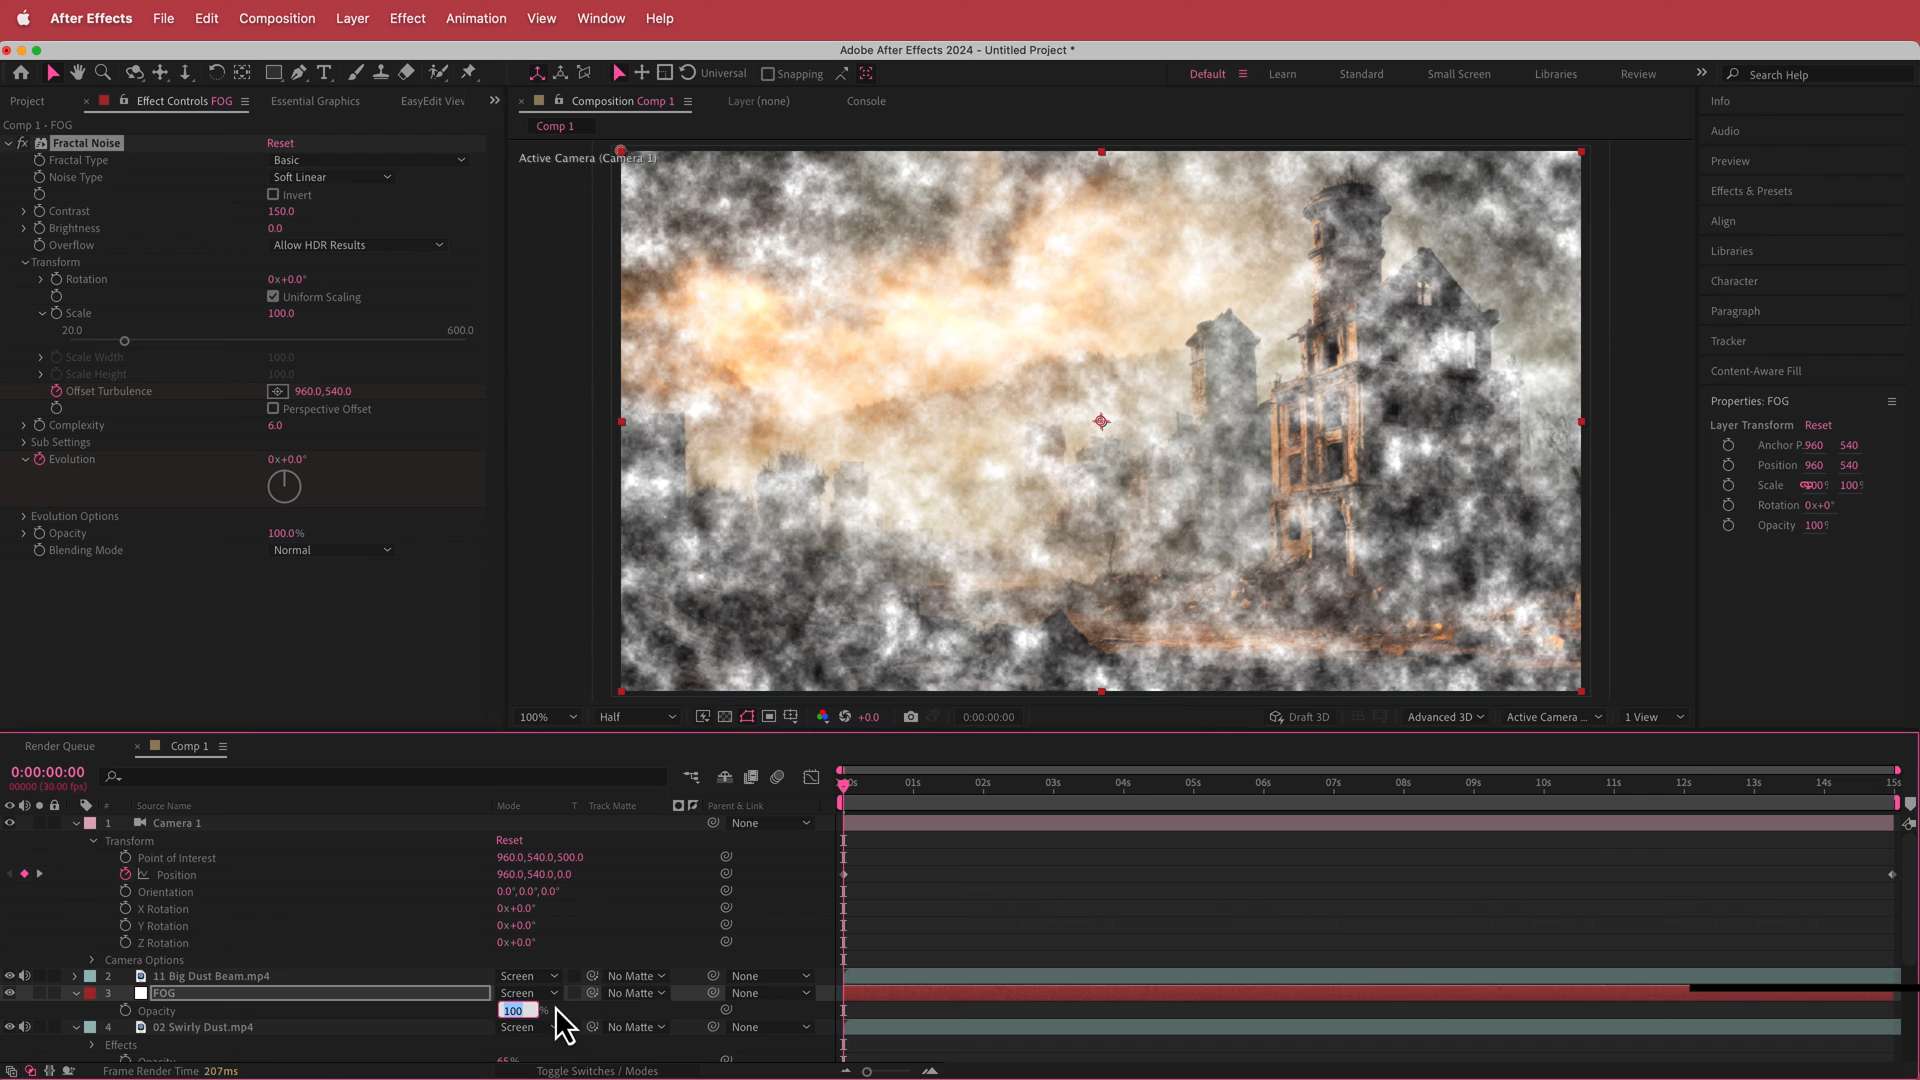 After Effects File Edit Composition Layer Effect Animation View Window Help
Adobe After Effects 2024 - Untitled Project *
Universal Snapping Default Learn Standard Small Screen Libraries Review Search Help
Project Effect Controls FOG Essential Graphics EasyEdit Viev Composition Comp 1 Layer (none) Console Info
Comp 1 • FOG Comp 1
Audio
fx Fractal Noise Reset
Fractal Type Basic
Active Camera (Camera 1)
Preview
Noise Type Soft Linear
Invert
Effects & Presets
Contrast 150.0
Align
Brightness 0.0
Overflow Allow HDR Results
Libraries
Transform
Rotation 0x+0.0°
Character
Uniform Scaling
Scale 100.0
Paragraph
20.0 600.0
Tracker
Scale Width 100.0
Scale Height 100.0
Content-Aware Fill
Offset Turbulence 960.0,540.0
Perspective Offset
Properties: FOG
Complexity 6.0
Layer Transform Reset
Sub Settings
Anchor P. 960 540
Evolution 0x+0.0°
Position 960 540
Scale 100% 100%
Rotation 0x+0°
Evolution Options
Opacity 100%
Opacity 100.0%
Blending Mode Normal
100% Half +0.0 0:00:00:00 Draft 3D Advanced 3D Active Camera ... 1 View
Render Queue Comp 1
0:00:00:00
00000 (30.00 fps)
01s 02s 03s 04s 05s 06s 07s 08s 09s 10s 11s 12s 13s 14s 15s
# Source Name Mode T Track Matte Parent & Link
1 Camera 1 None
Transform Reset
Point of Interest 960.0,540.0,500.0
Position 960.0,540.0,0.0
Orientation 0.0°,0.0°,0.0°
X Rotation 0x+0.0°
Y Rotation 0x+0.0°
Z Rotation 0x+0.0°
Camera Options
2 11 Big Dust Beam.mp4 Screen No Matte None
3 FOG Screen No Matte None
Opacity 100 %
4 02 Swirly Dust.mp4 Screen No Matte None
Effects
Opacity 65%
Frame Render Time 207ms Toggle Switches / Modes